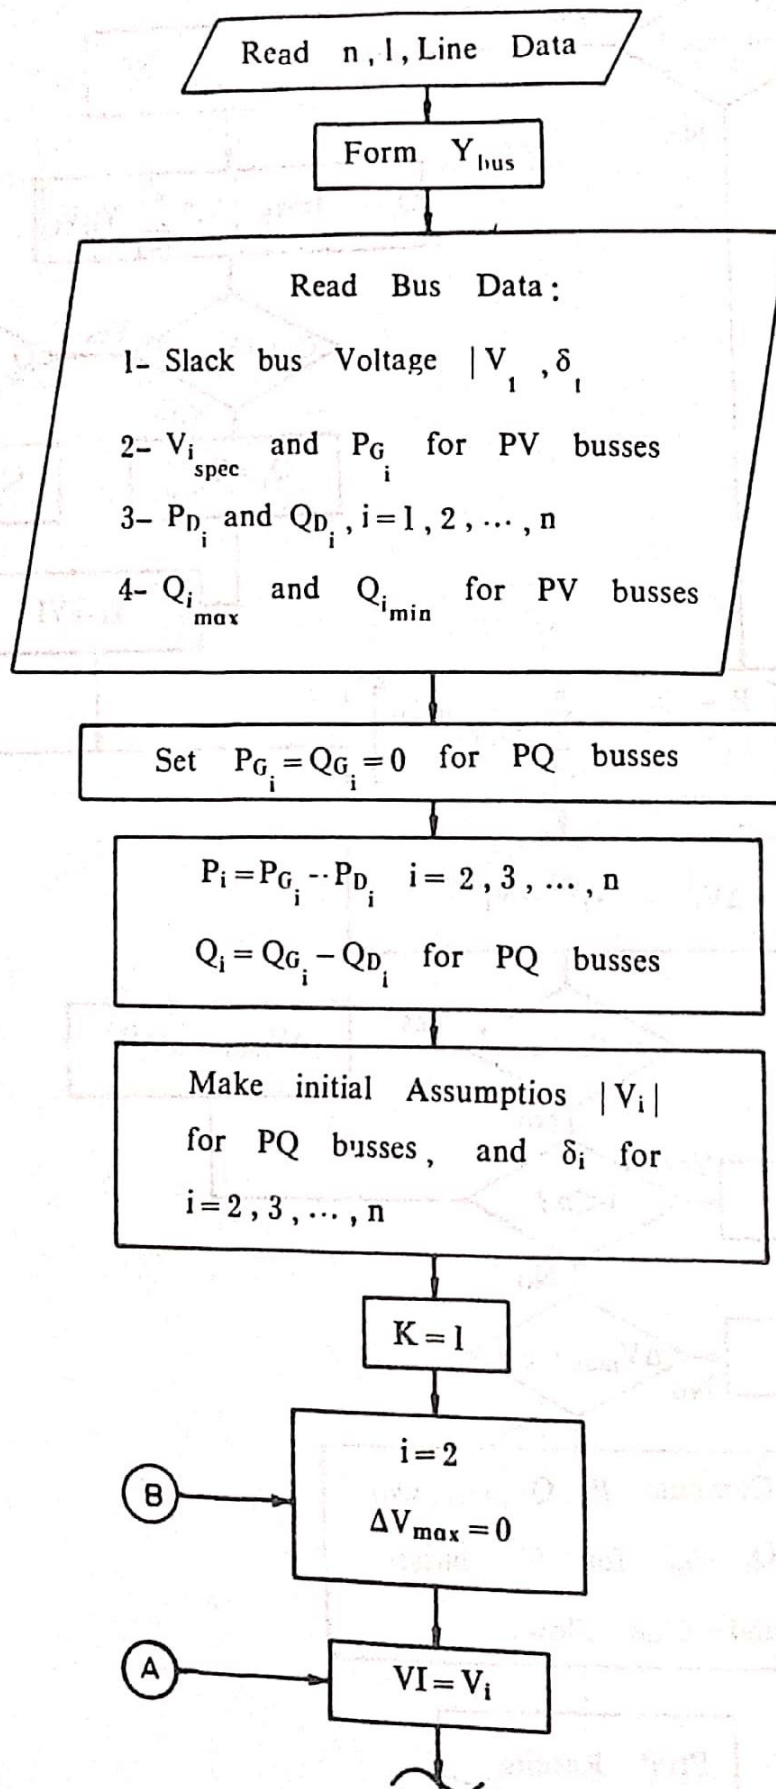 Read n, l, Line Data
Form Y_bus
Read Bus Data:
1- Slack bus Voltage |V_1, δ_1
2- V_i spec and P_G_i for PV busses
3- P_D_i and Q_D_i, i=1, 2, ..., n
4- Q_i max and Q_i min for PV busses
Set P_G_i = Q_G_i = 0 for PQ busses
P_i = P_G_i -- P_D_i i= 2, 3, ..., n
Q_i = Q_G_i - Q_D_i for PQ busses
Make initial Assumptios |V_i|
for PQ busses, and δ_i for
i=2, 3, ..., n
K=1
B
i=2
ΔV_max=0
A
VI=V_i